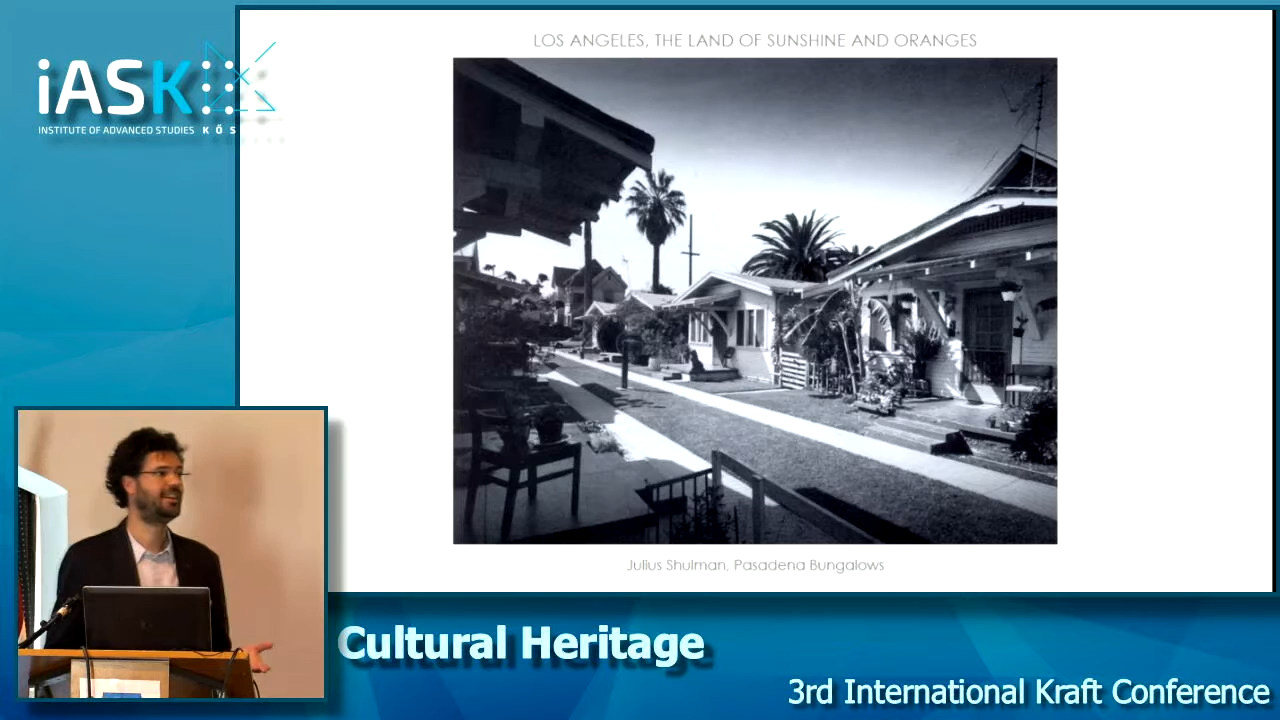 LOS ANGELES, THE LAND OF SUNSHINE AND ORANGES
iASK
INSTITUTE OF ADVANCED STUDIES KŐS
Julius Shulman, Pasadena Bungalows
Cultural Heritage
3rd International Kraft Conference